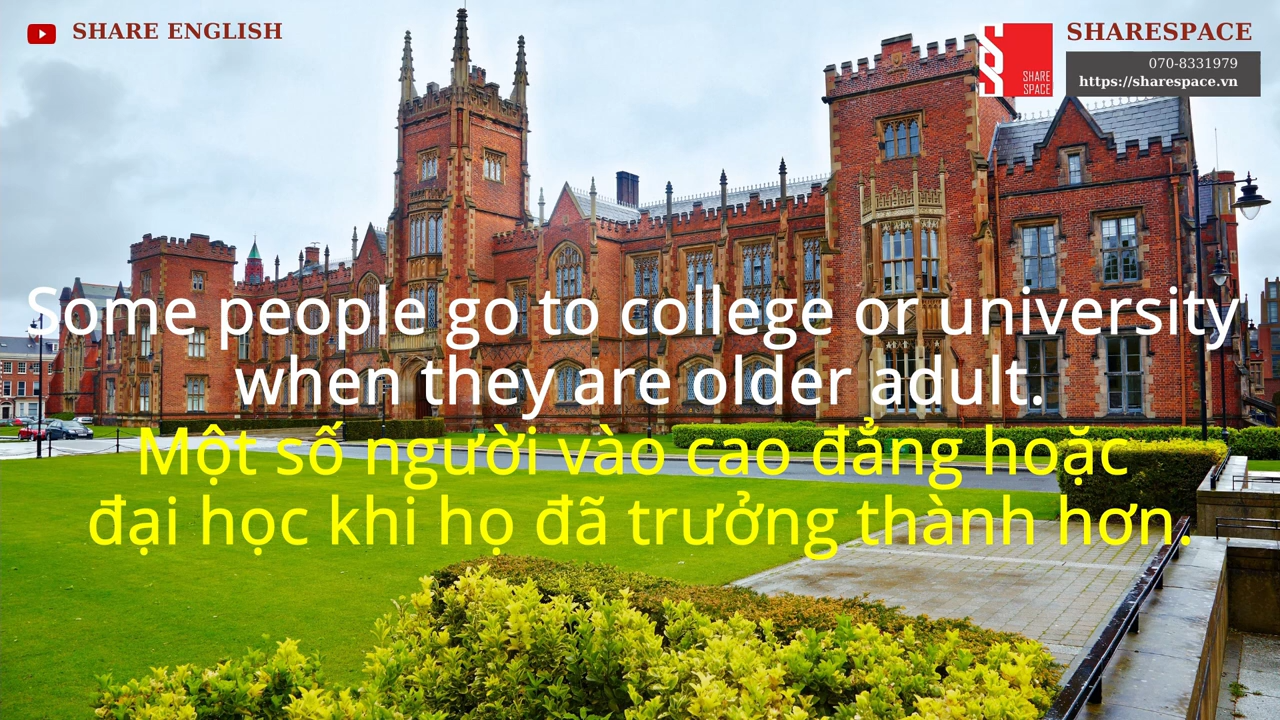 SHARE ENGLISH
SHARESPACE
SHARE
SPACE
070-8331979
https://sharespace.vn
Some people go to college or university
when they are older adult.
Một số người vào cao đẳng hoặc
đại học khi họ đã trưởng thành hơn.